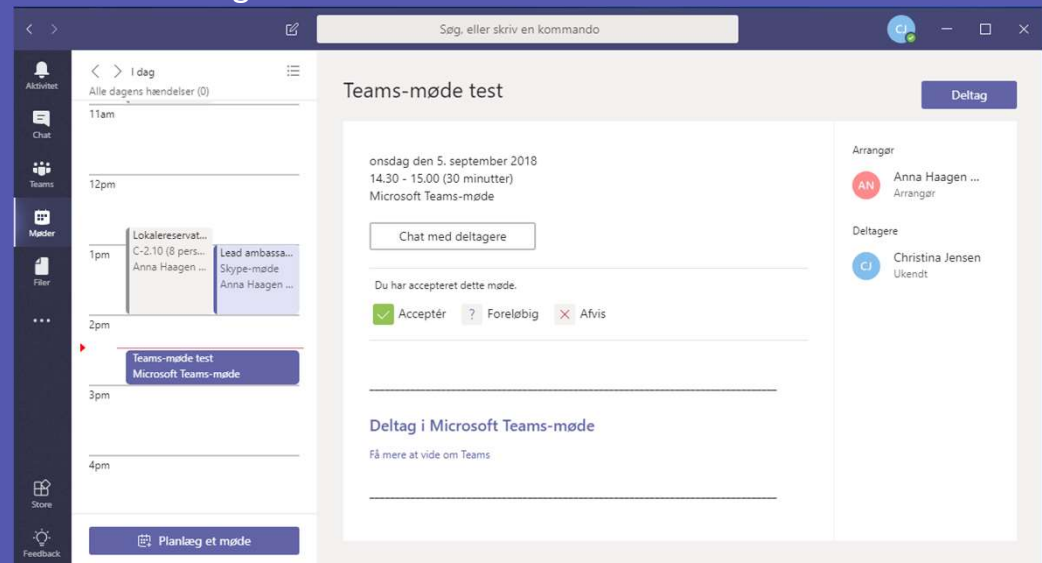 Søg, eller skriv en kommando
CJ
Aktivitet
Chat
Teams
Møder
Filer
Store
Feedback
I dag
Alle dagens hændelser (0)
11am
12pm
1pm
Lokalereservat...
C-2.10 (8 pers...
Anna Haagen ...
Lead ambassa...
Skype-møde
Anna Haagen ...
2pm
Teams-møde test
Microsoft Teams-møde
3pm
4pm
Planlæg et møde
Teams-møde test
Deltag
onsdag den 5. september 2018
14.30 - 15.00 (30 minutter)
Microsoft Teams-møde
Chat med deltagere
Du har accepteret dette møde.
Acceptér ? Foreløbig Afvis
Deltag i Microsoft Teams-møde
Få mere at vide om Teams
Arrangør
AN
Anna Haagen ...
Arrangør
Deltagere
CJ
Christina Jensen
Ukendt